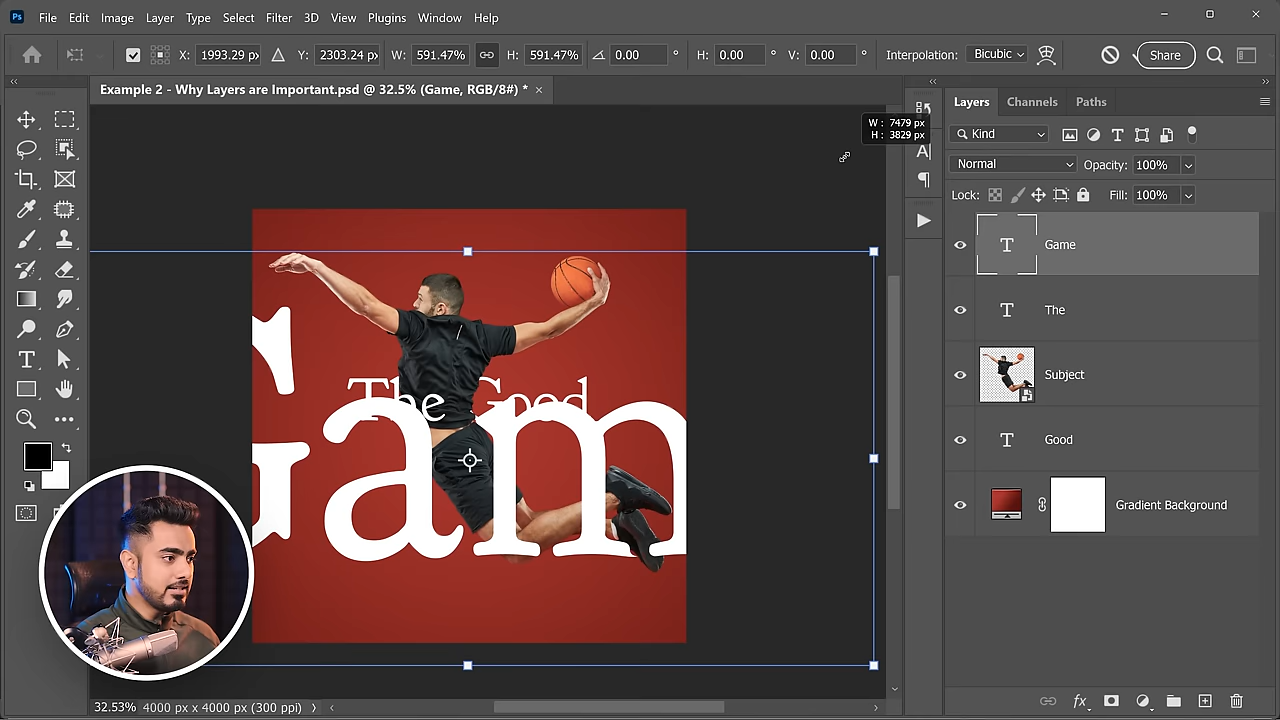 Ps File Edit Image Layer Type Select Filter 3D View Plugins Window Help
X: 1993.29 p Y: 2303.24 p W: 591.47% H: 591.47% 0.00 ° H: 0.00 ° V: 0.00 ° Interpolation: Bicubic Share
Example 2 - Why Layers are Important.psd @ 32.5% (Game, RGB/8#) * ×
Layers Channels Paths
W : 7479 px
H : 3829 px
Kind
Normal Opacity: 100%
Lock: Fill: 100%
Game
The
Subject
Good
Gradient Background
The Good
Gam
32.53% 4000 px x 4000 px (300 ppi)